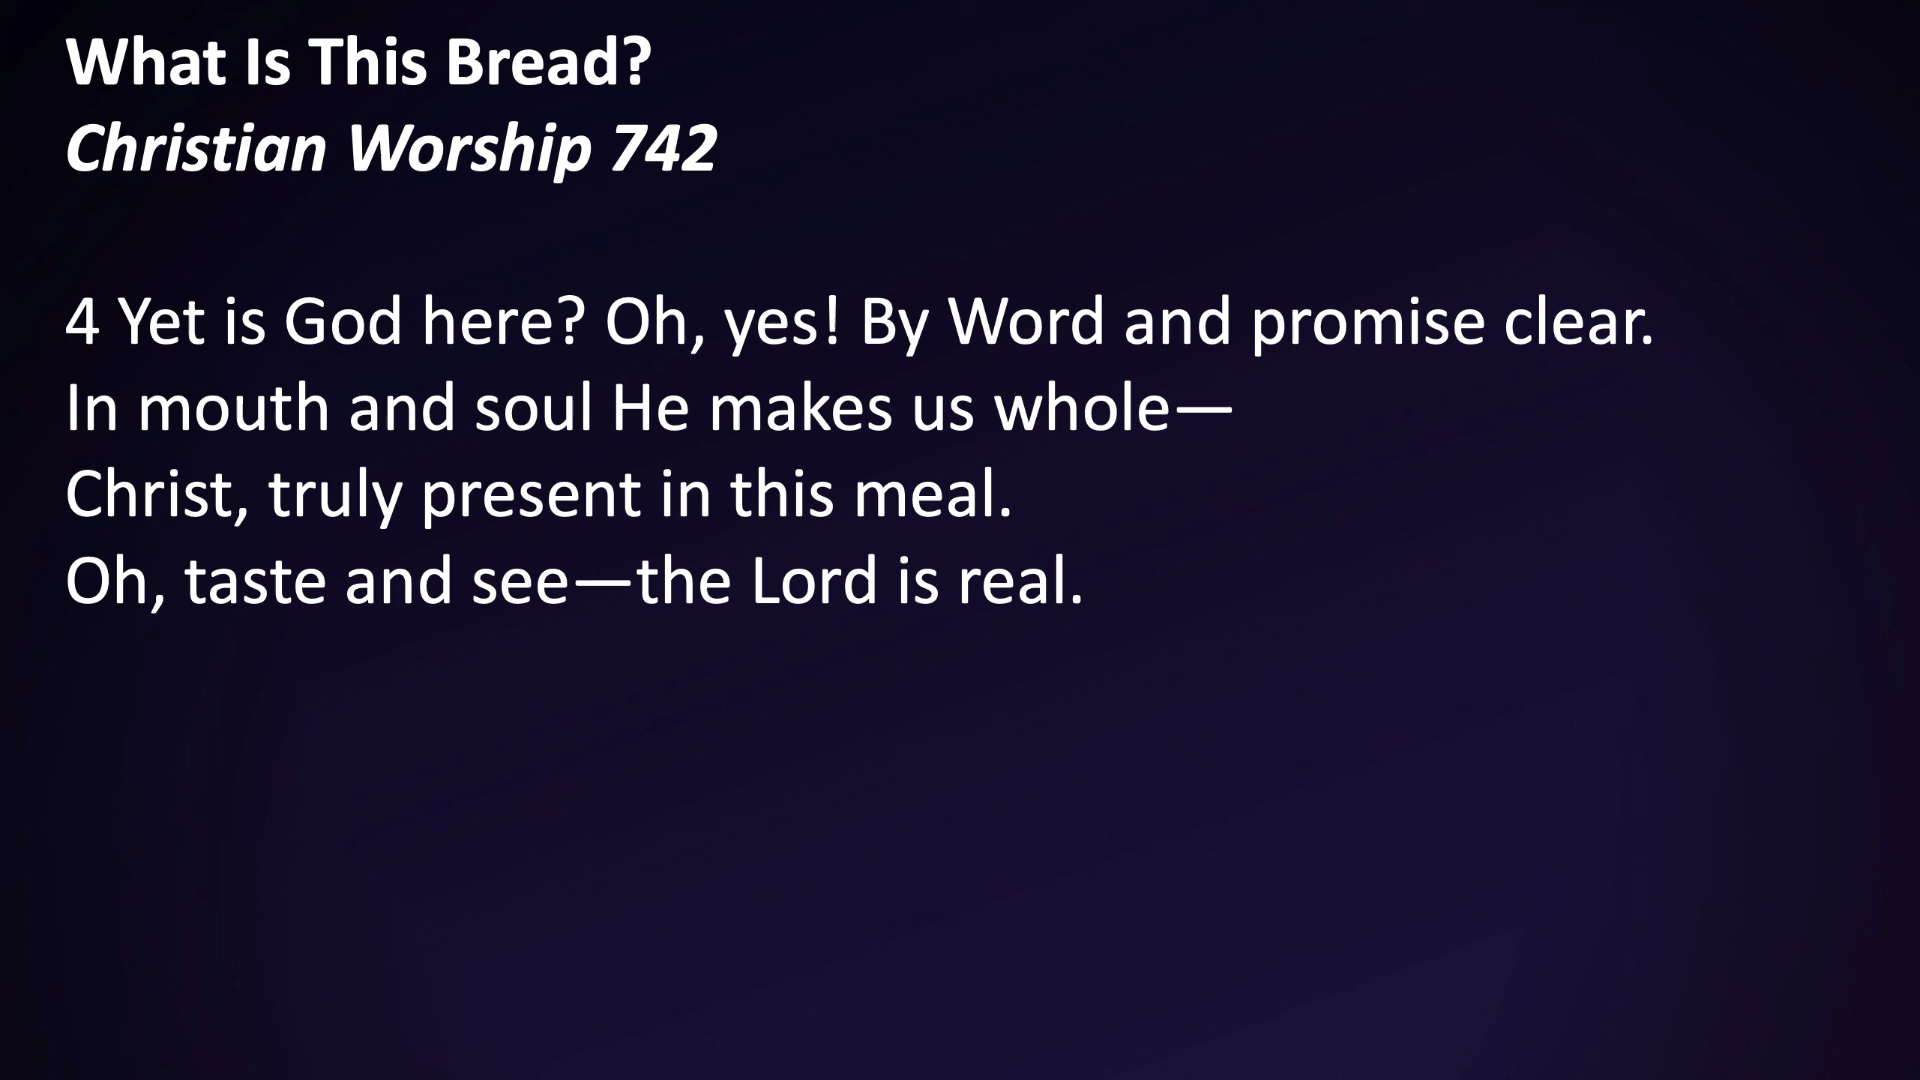 What Is This Bread?
Christian Worship 742
4 Yet is God here? Oh, yes! By Word and promise clear.
In mouth and soul He makes us whole—
Christ, truly present in this meal.
Oh, taste and see—the Lord is real.